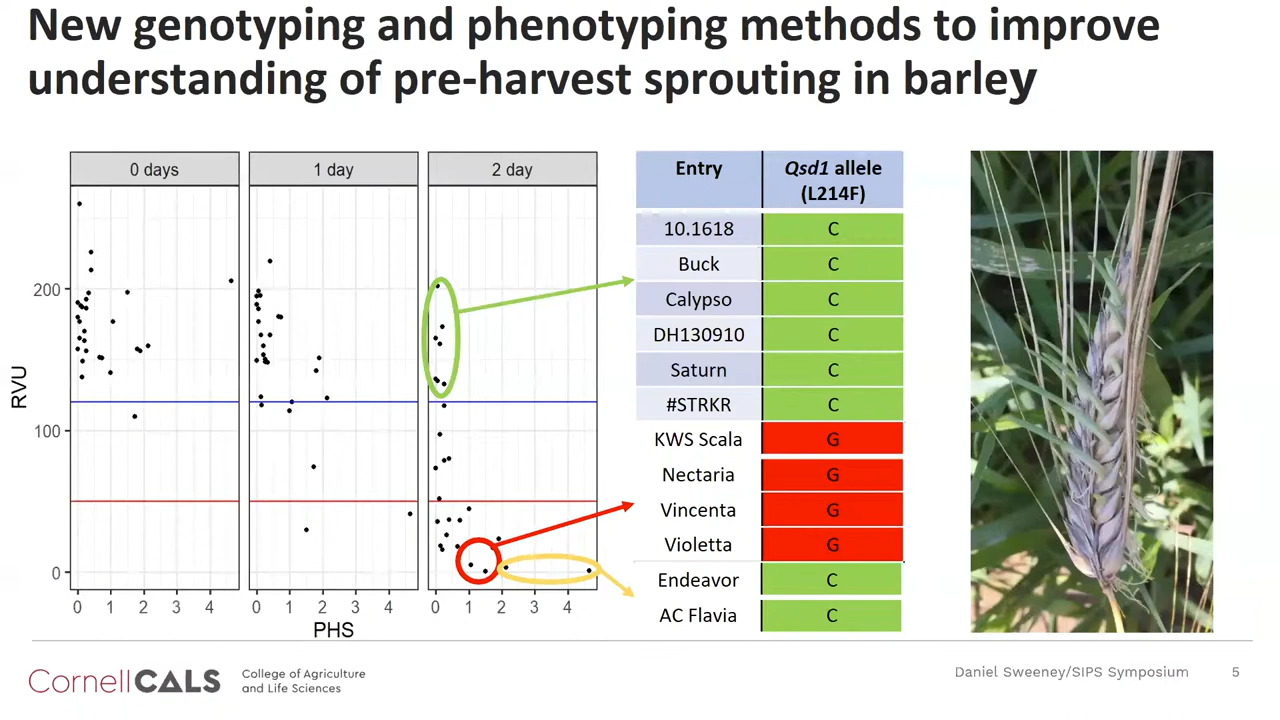 New genotyping and phenotyping methods to improve
understanding of pre-harvest sprouting in barley
0 days
1 day
2 day
RVU
200
100
0
0 1 2 3 4
0 1 2 3 4
0 1 2 3 4
PHS
Entry Qsd1 allele
(L214F)
10.1618 C
Buck C
Calypso C
DH130910 C
Saturn C
#STRKR C
KWS Scala G
Nectaria G
Vincenta G
Violetta G
Endeavor C
AC Flavia C
CornellCALS
College of Agriculture
and Life Sciences
Daniel Sweeney/SIPS Symposium 5